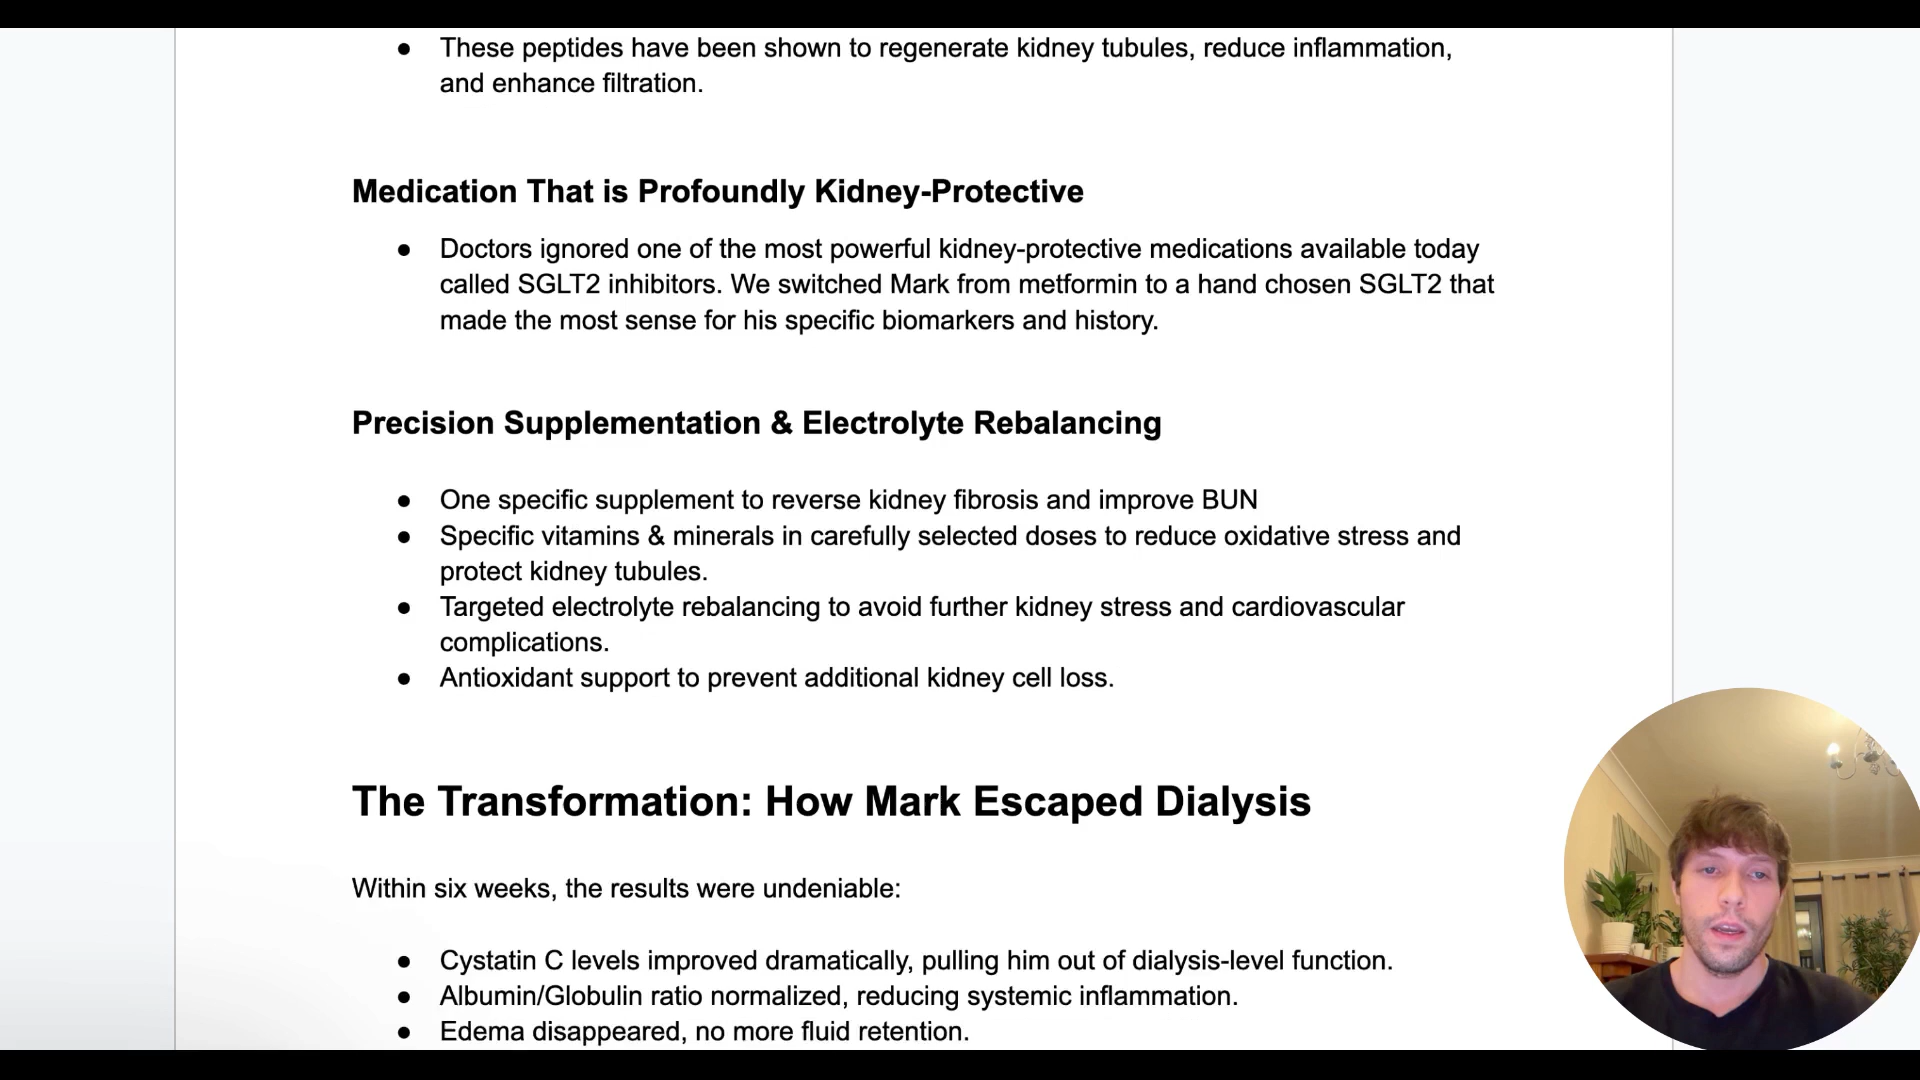 ● These peptides have been shown to regenerate kidney tubules, reduce inflammation,
and enhance filtration.
Medication That is Profoundly Kidney-Protective
● Doctors ignored one of the most powerful kidney-protective medications available today
called SGLT2 inhibitors. We switched Mark from metformin to a hand chosen SGLT2 that
made the most sense for his specific biomarkers and history.
Precision Supplementation & Electrolyte Rebalancing
● One specific supplement to reverse kidney fibrosis and improve BUN
● Specific vitamins & minerals in carefully selected doses to reduce oxidative stress and
protect kidney tubules.
● Targeted electrolyte rebalancing to avoid further kidney stress and cardiovascular
complications.
● Antioxidant support to prevent additional kidney cell loss.
The Transformation: How Mark Escaped Dialysis
Within six weeks, the results were undeniable:
● Cystatin C levels improved dramatically, pulling him out of dialysis-level function.
● Albumin/Globulin ratio normalized, reducing systemic inflammation.
● Edema disappeared, no more fluid retention.